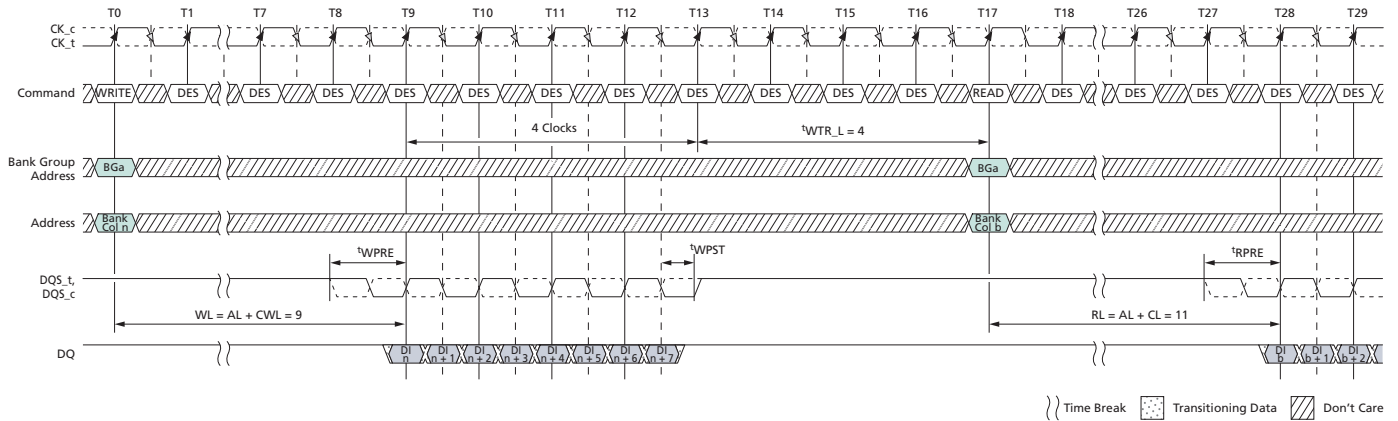 T0 T1 T7 T8 T9 T10 T11 T12 T13 T14 T15 T16 T17 T18 T26 T27 T28 T29
CK_c
CK_t
Command WRITE DES DES DES DES DES DES DES DES DES DES DES READ DES DES DES DES DES
4 Clocks tWTR_L = 4
Bank Group
Address BGa BGa
Address Bank Col n Bank Col b
tWPRE tWPST tRPRE
DQS_t,
DQS_c
WL = AL + CWL = 9 RL = AL + CL = 11
DQ DI n DI n + 1 DI n + 2 DI n + 3 DI n + 4 DI n + 5 DI n + 6 DI n + 7 DI b DI b + 1 DI b + 2
Time Break Transitioning Data Don't Care